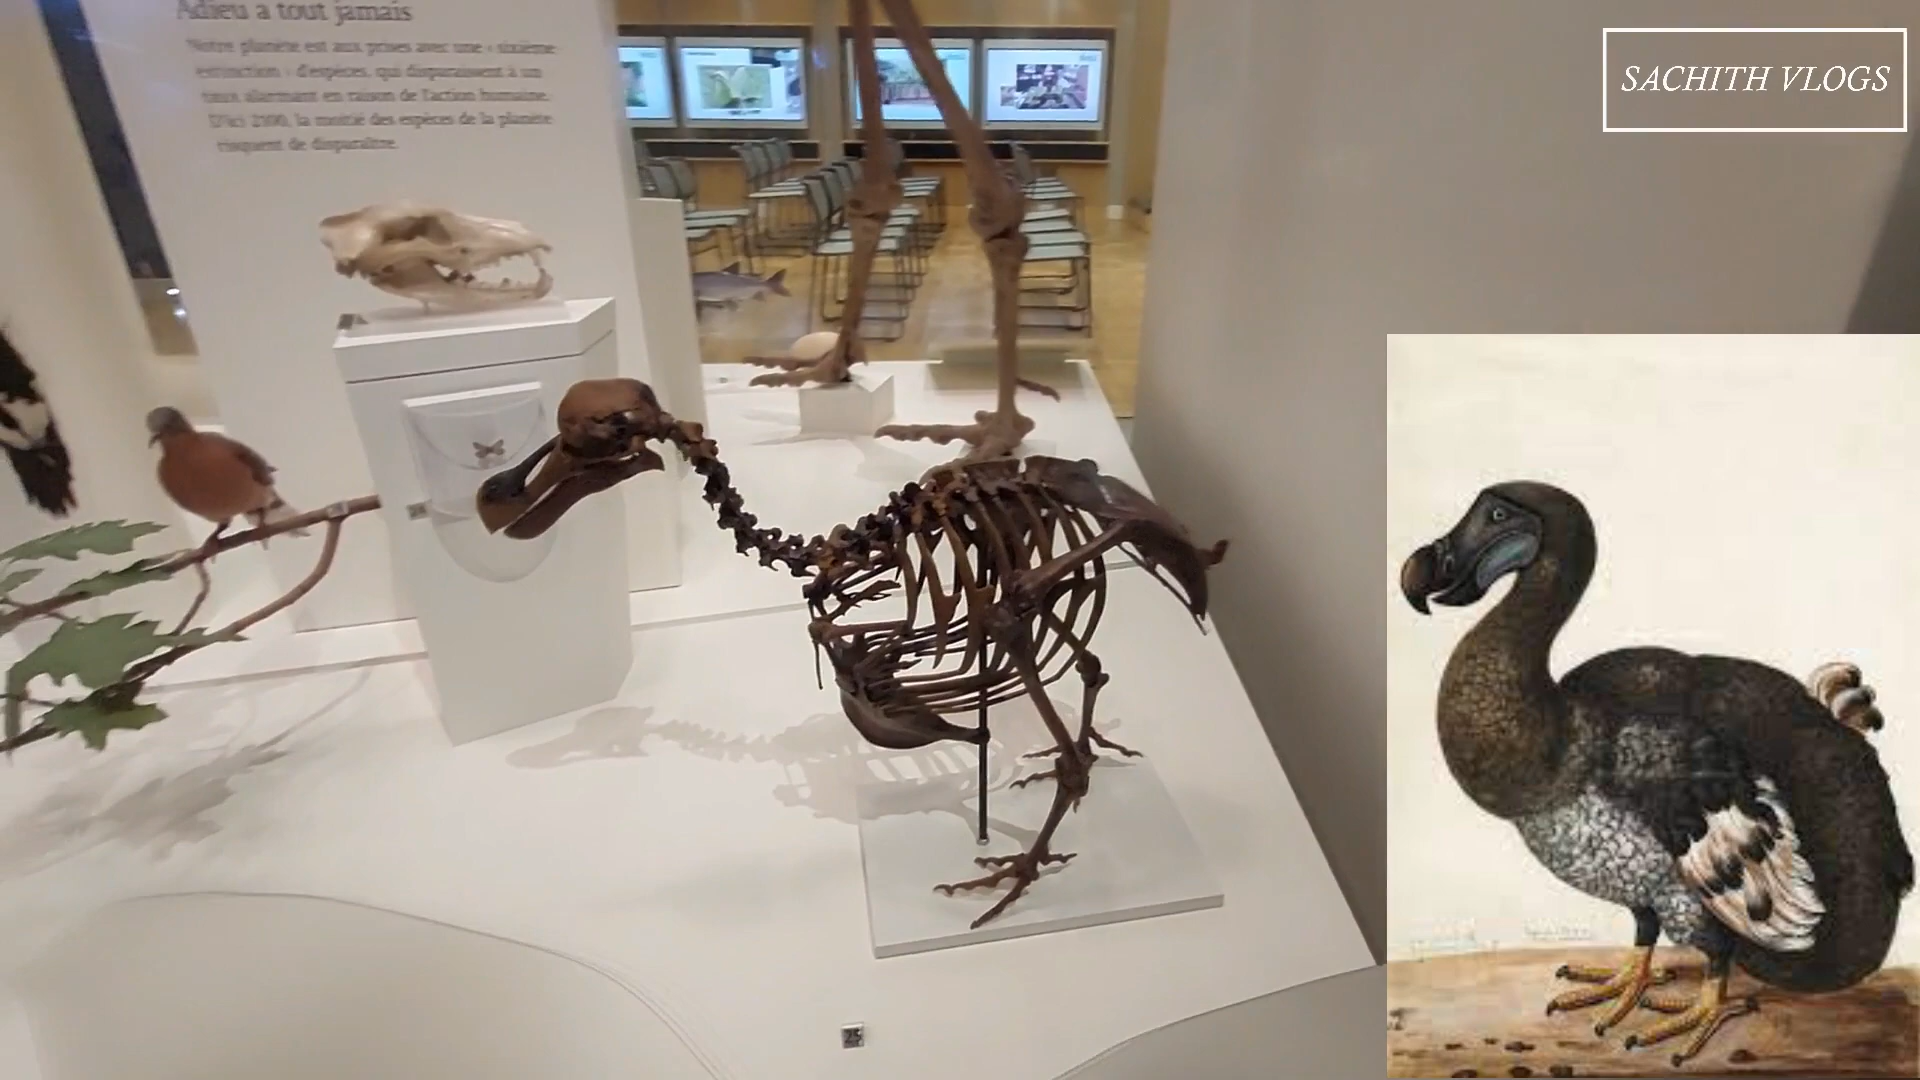 Adieu à tout jamais
Notre planète est aux prises avec une « sixième
extinction » d'espèces, qui disparaissent à un
taux alarmant en raison de l'action humaine.
D'ici 2100, la moitié des espèces de la planète
risquent de disparaître.
SACHITH VLOGS
25